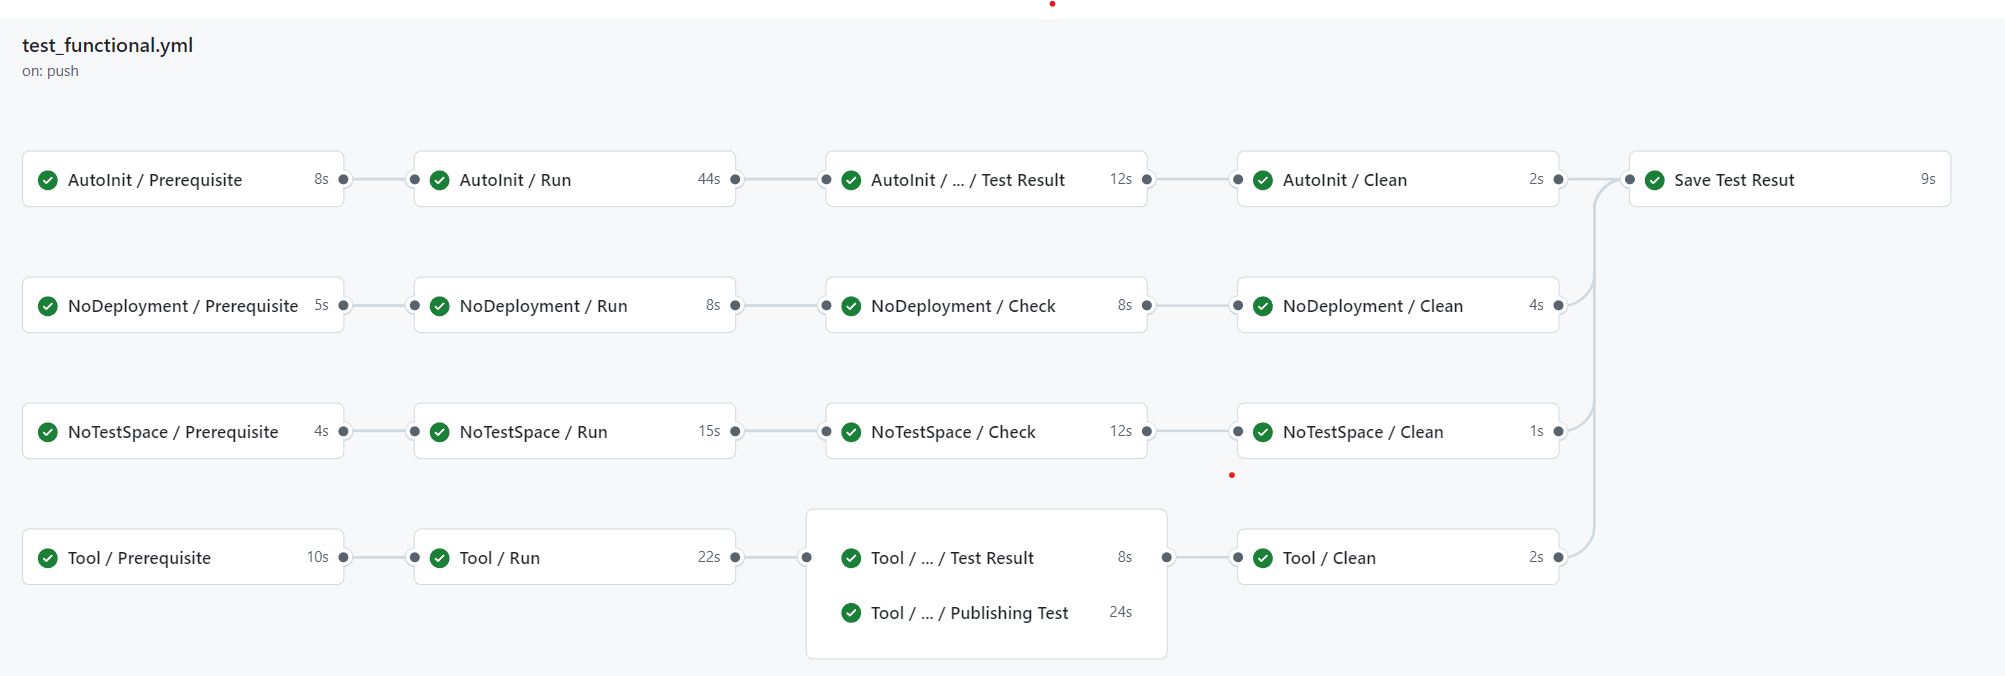 test_functional.yml
on: push
AutoInit / Prerequisite 8s
AutoInit / Run 44s
AutoInit / ... / Test Result 12s
AutoInit / Clean 2s
Save Test Resut 9s
NoDeployment / Prerequisite 5s
NoDeployment / Run 8s
NoDeployment / Check 8s
NoDeployment / Clean 4s
NoTestSpace / Prerequisite 4s
NoTestSpace / Run 15s
NoTestSpace / Check 12s
NoTestSpace / Clean 1s
Tool / Prerequisite 10s
Tool / Run 22s
Tool / ... / Test Result 8s
Tool / ... / Publishing Test 24s
Tool / Clean 2s